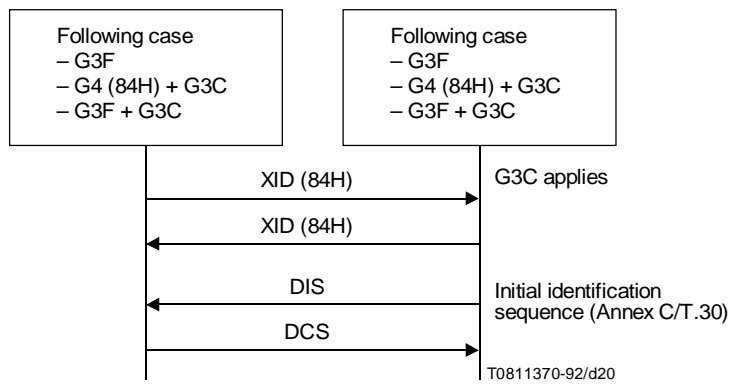 Following case
– G3F
– G4 (84H) + G3C
– G3F + G3C
Following case
– G3F
– G4 (84H) + G3C
– G3F + G3C
XID (84H)
G3C applies
XID (84H)
DIS
Initial identification
sequence (Annex C/T.30)
DCS
T0811370-92/d20